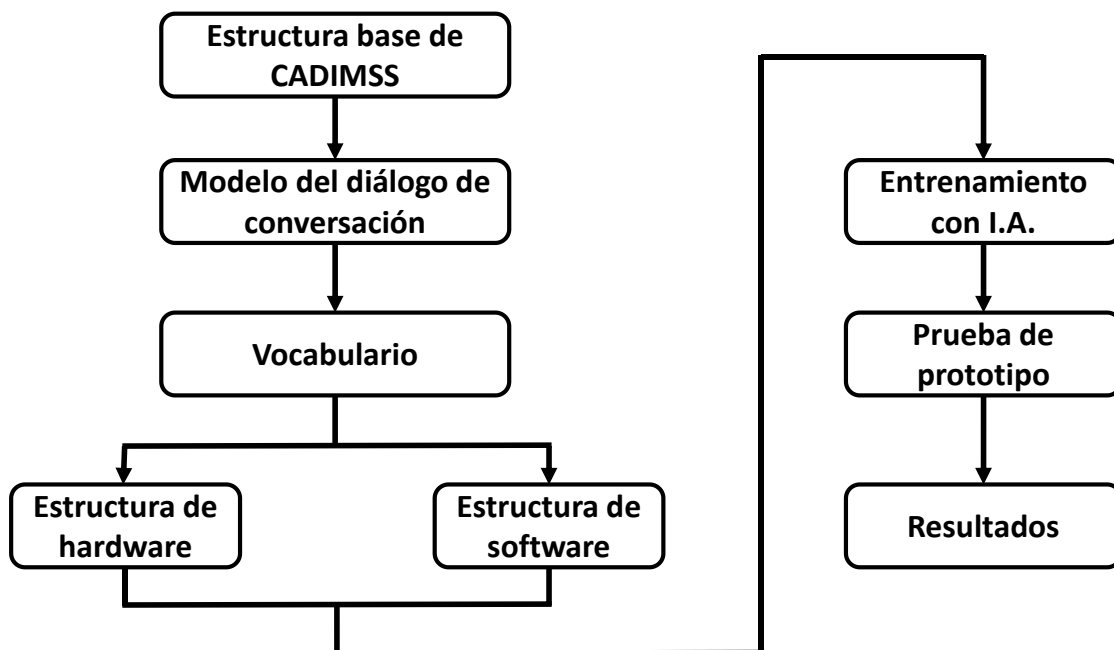 Estructura base de
CADIMSS
Modelo del diálogo de
conversación
Vocabulario
Estructura de
hardware
Estructura de
software
Entrenamiento
con I.A.
Prueba de
prototipo
Resultados